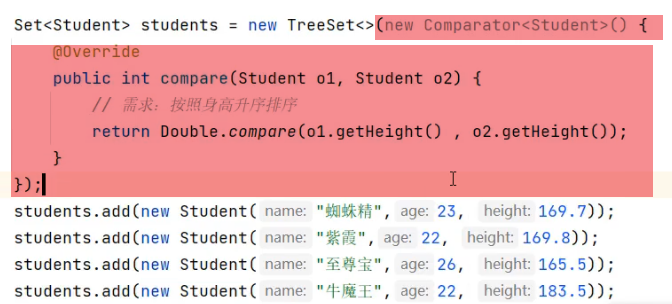 Set<Student> students = new TreeSet<>(new Comparator<Student>() {
@Override
public int compare(Student o1, Student o2) {
// 需求：按照身高升序排序
return Double.compare(o1.getHeight() , o2.getHeight());
}
});
students.add(new Student( name: "蜘蛛精", age: 23, height: 169.7));
students.add(new Student( name: "紫霞", age: 22, height: 169.8));
students.add(new Student( name: "至尊宝", age: 26, height: 165.5));
students.add(new Student( name: "牛魔王", age: 22, height: 183.5));